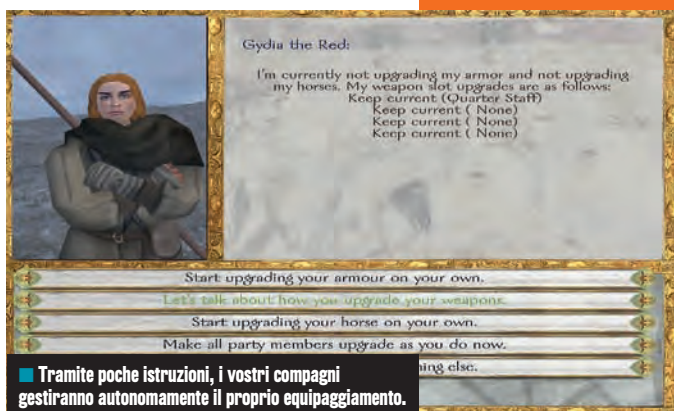 Gydia the Red:
I'm currently not upgrading my armor and not upgrading
my horses. My weapon slot upgrades are as follows:
Keep current (Quarter Staff)
Keep current ( None)
Keep current ( None)
Keep current ( None)
Start upgrading your armour on your own.
Let's talk about how you upgrade your weapons.
Start upgrading your horse on your own.
Make all party members upgrade as you do now.
else.
Tramite poche istruzioni, i vostri compagni
gestiranno autonomamente il proprio equipaggiamento.